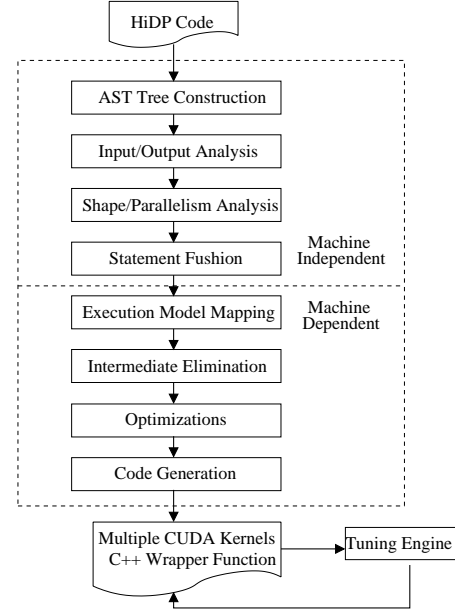 HiDP Code
AST Tree Construction
Input/Output Analysis
Shape/Parallelism Analysis
Statement Fushion
Machine
Independent
Execution Model Mapping
Machine
Dependent
Intermediate Elimination
Optimizations
Code Generation
Multiple CUDA Kernels
C++ Wrapper Function
Tuning Engine